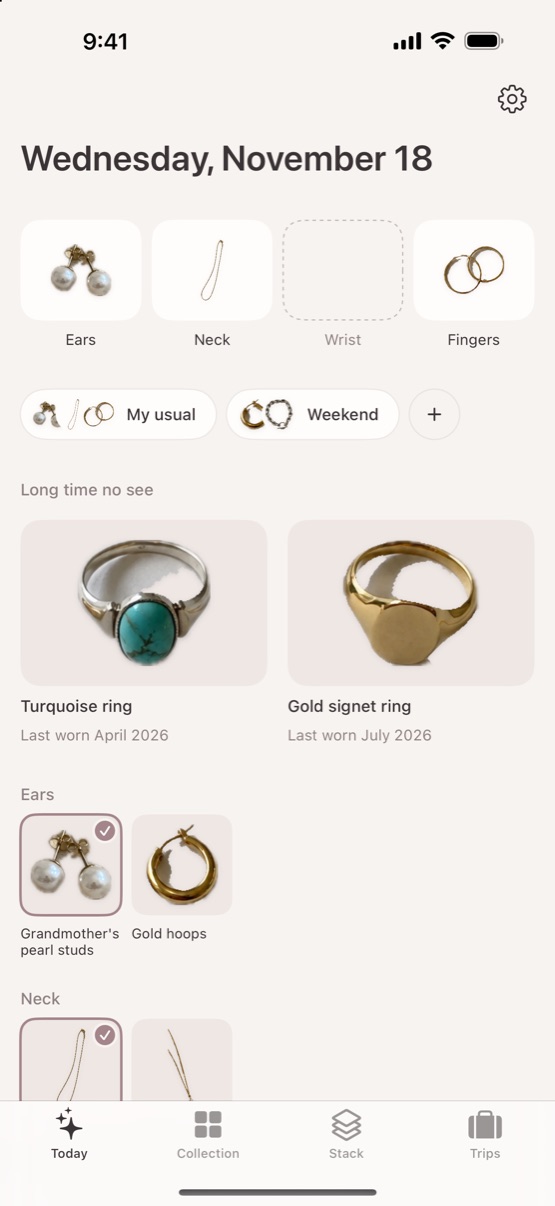 9:41
Wednesday, November 18
Ears
Neck
Wrist
Fingers
My usual
Weekend
+
Long time no see
Turquoise ring
Gold signet ring
Last worn April 2026
Last worn July 2026
Ears
Grandmother's
pearl studs
Gold hoops
Neck
Today
Collection
Stack
Trips